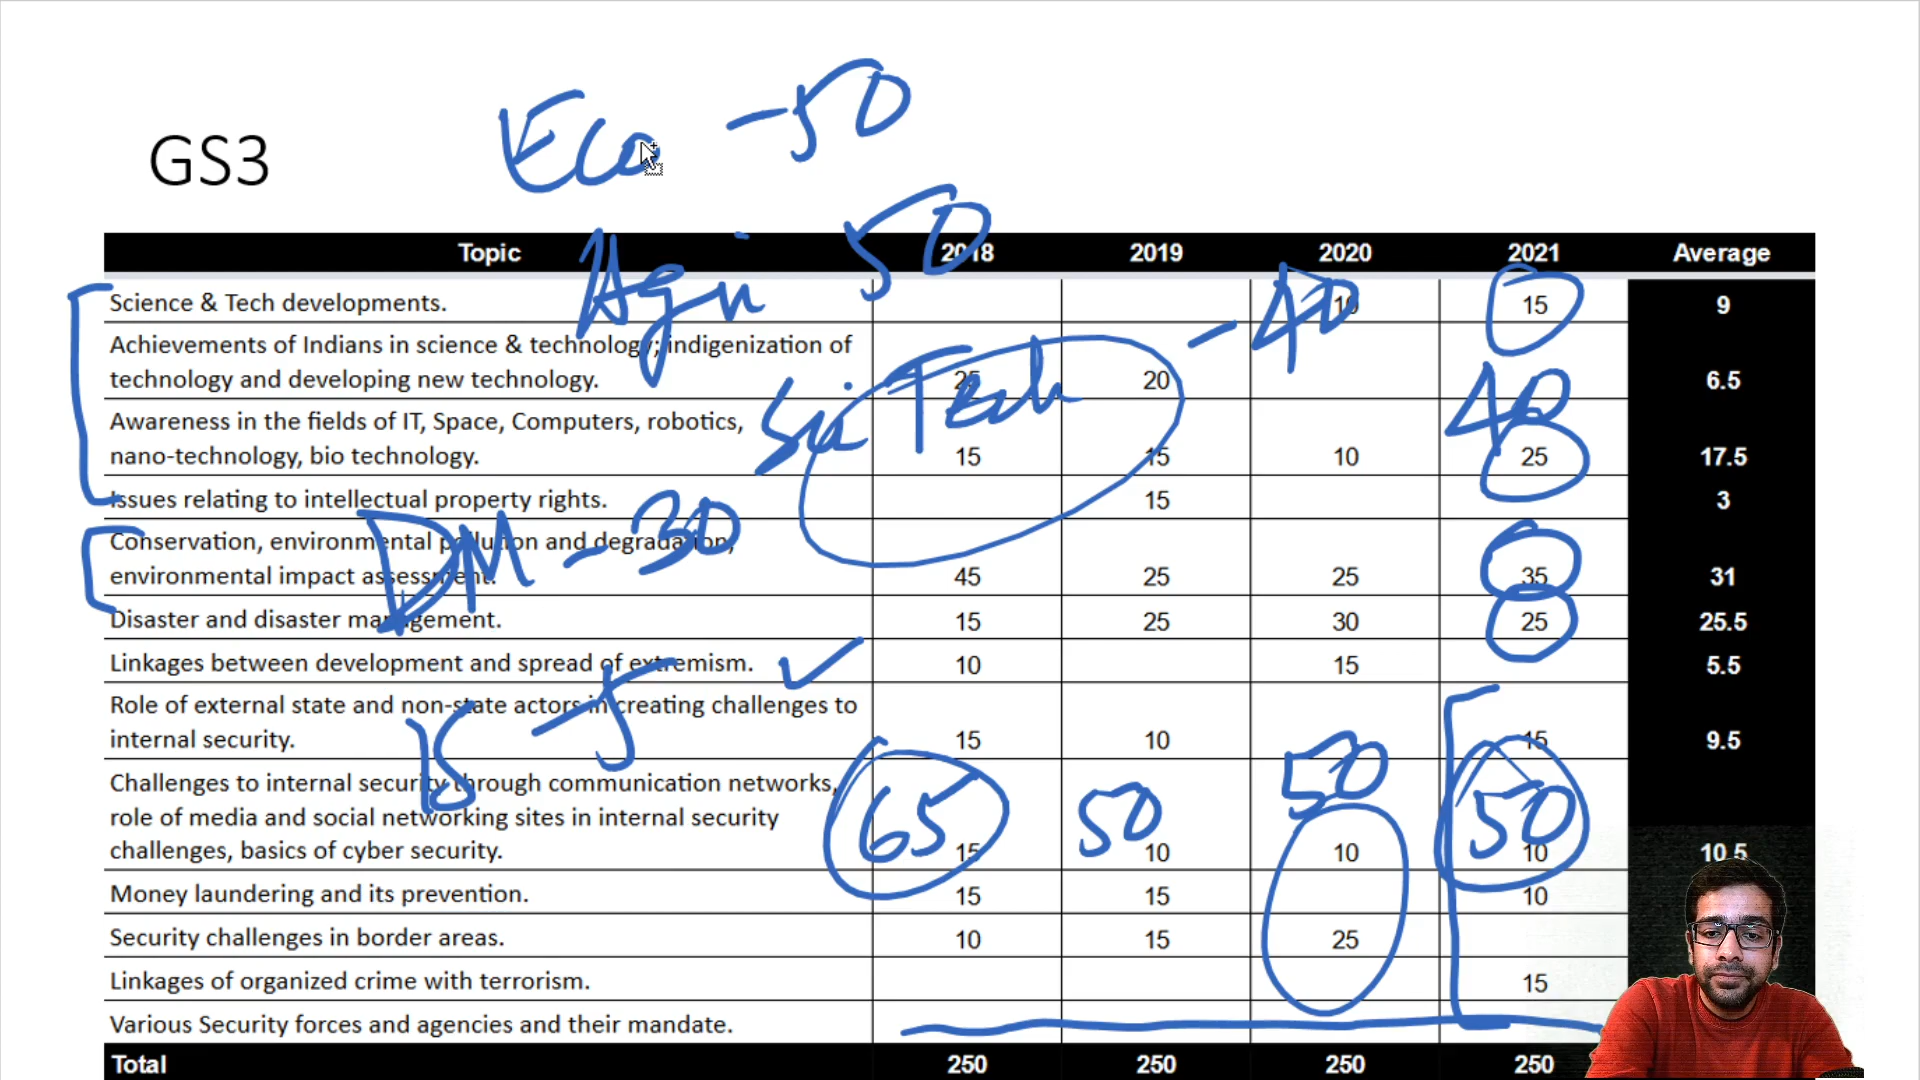 Eco - 50
GS3
Agri 50
Topic 2018 2019 2020 2021 Average
Science & Tech developments. 10 15 9
Sci Tech - 40
Achievements of Indians in science & technology; indigenization of
technology and developing new technology. 25 20 6.5
40
Awareness in the fields of IT, Space, Computers, robotics,
nano-technology, bio technology. 15 15 10 25 17.5
Issues relating to intellectual property rights. 15 3
DM - 30
Conservation, environmental pollution and degradation,
environmental impact assessment. 45 25 25 35 31
Disaster and disaster management. 15 25 30 25 25.5
Linkages between development and spread of extremism. 10 15 5.5
Role of external state and non-state actors in creating challenges to
internal security. 15 10 15 9.5
65 50 50 50
Challenges to internal security through communication networks,
role of media and social networking sites in internal security
challenges, basics of cyber security. 15 10 10 10 10.5
Money laundering and its prevention. 15 15 10
Security challenges in border areas. 10 15 25
Linkages of organized crime with terrorism. 15
Various Security forces and agencies and their mandate.
Total 250 250 250 250